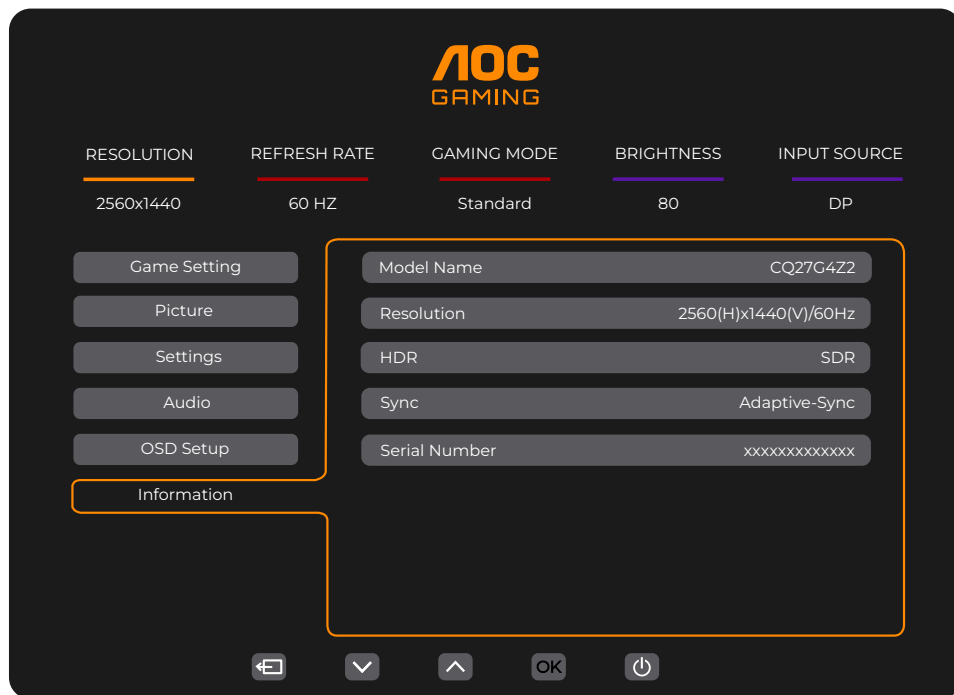 AOC
GAMING
RESOLUTION REFRESH RATE GAMING MODE BRIGHTNESS INPUT SOURCE
2560x1440 60 HZ Standard 80 DP
Game Setting
Picture
Settings
Audio
OSD Setup
Information
Model Name CQ27G4Z2
Resolution 2560(H)x1440(V)/60Hz
HDR SDR
Sync Adaptive-Sync
Serial Number xxxxxxxxxxxxx
OK